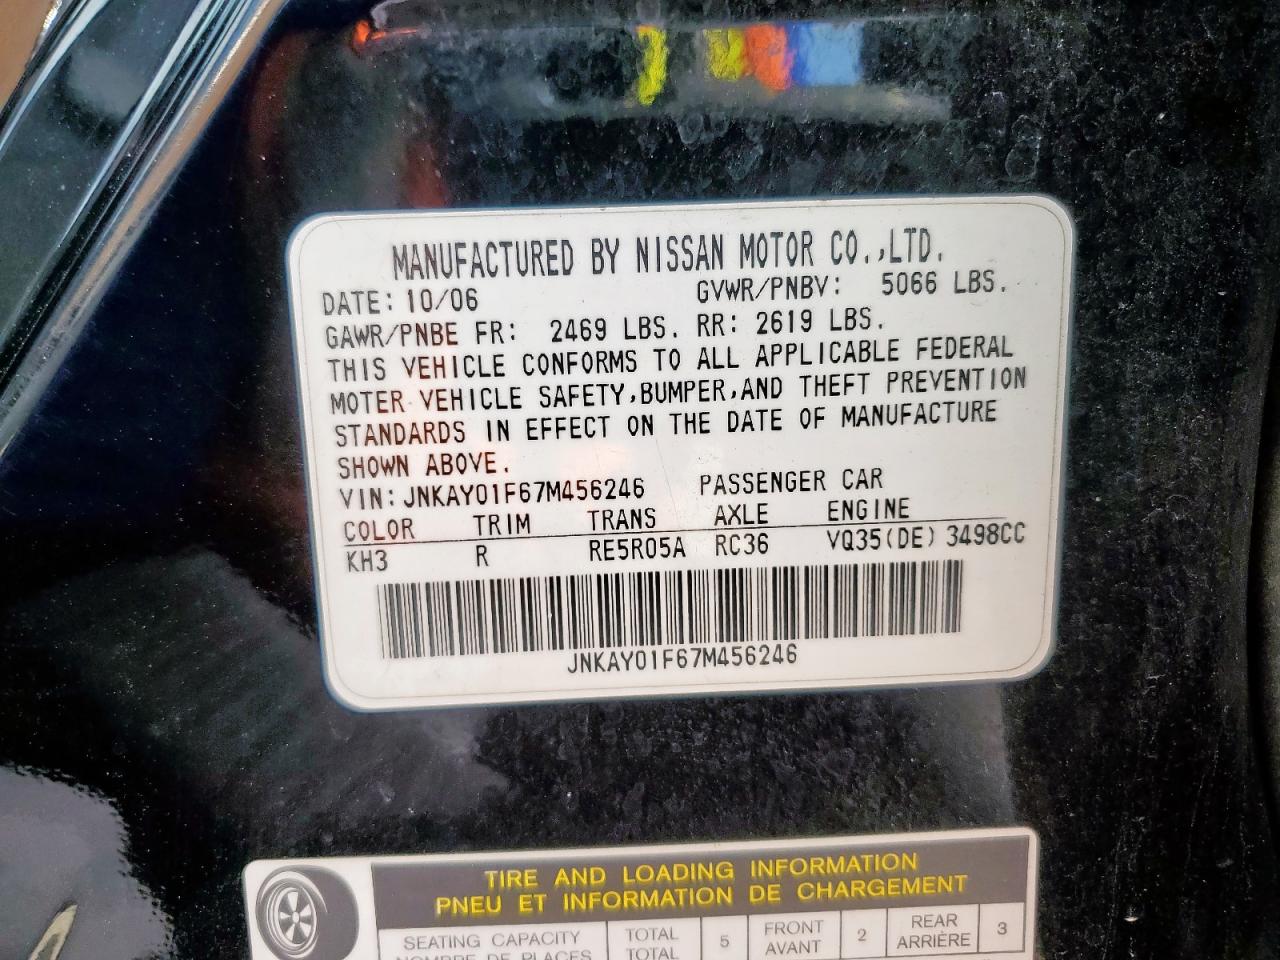 MANUFACTURED BY NISSAN MOTOR CO.,LTD.
DATE: 10/06 GVWR/PNBV: 5066 LBS.
GAWR/PNBE FR: 2469 LBS. RR: 2619 LBS.
THIS VEHICLE CONFORMS TO ALL APPLICABLE FEDERAL
MOTER VEHICLE SAFETY,BUMPER,AND THEFT PREVENTION
STANDARDS IN EFFECT ON THE DATE OF MANUFACTURE
SHOWN ABOVE.
VIN: JNKAY01F67M456246 PASSENGER CAR
COLOR TRIM TRANS AXLE ENGINE
KH3 R RE5R05A RC36 VQ35(DE) 3498CC
JNKAY01F67M456246
TIRE AND LOADING INFORMATION
PNEU ET INFORMATION DE CHARGEMENT
SEATING CAPACITY TOTAL 5 FRONT 2 REAR 3
NOMBRE DE PLACES TOTAL AVANT ARRIÈRE